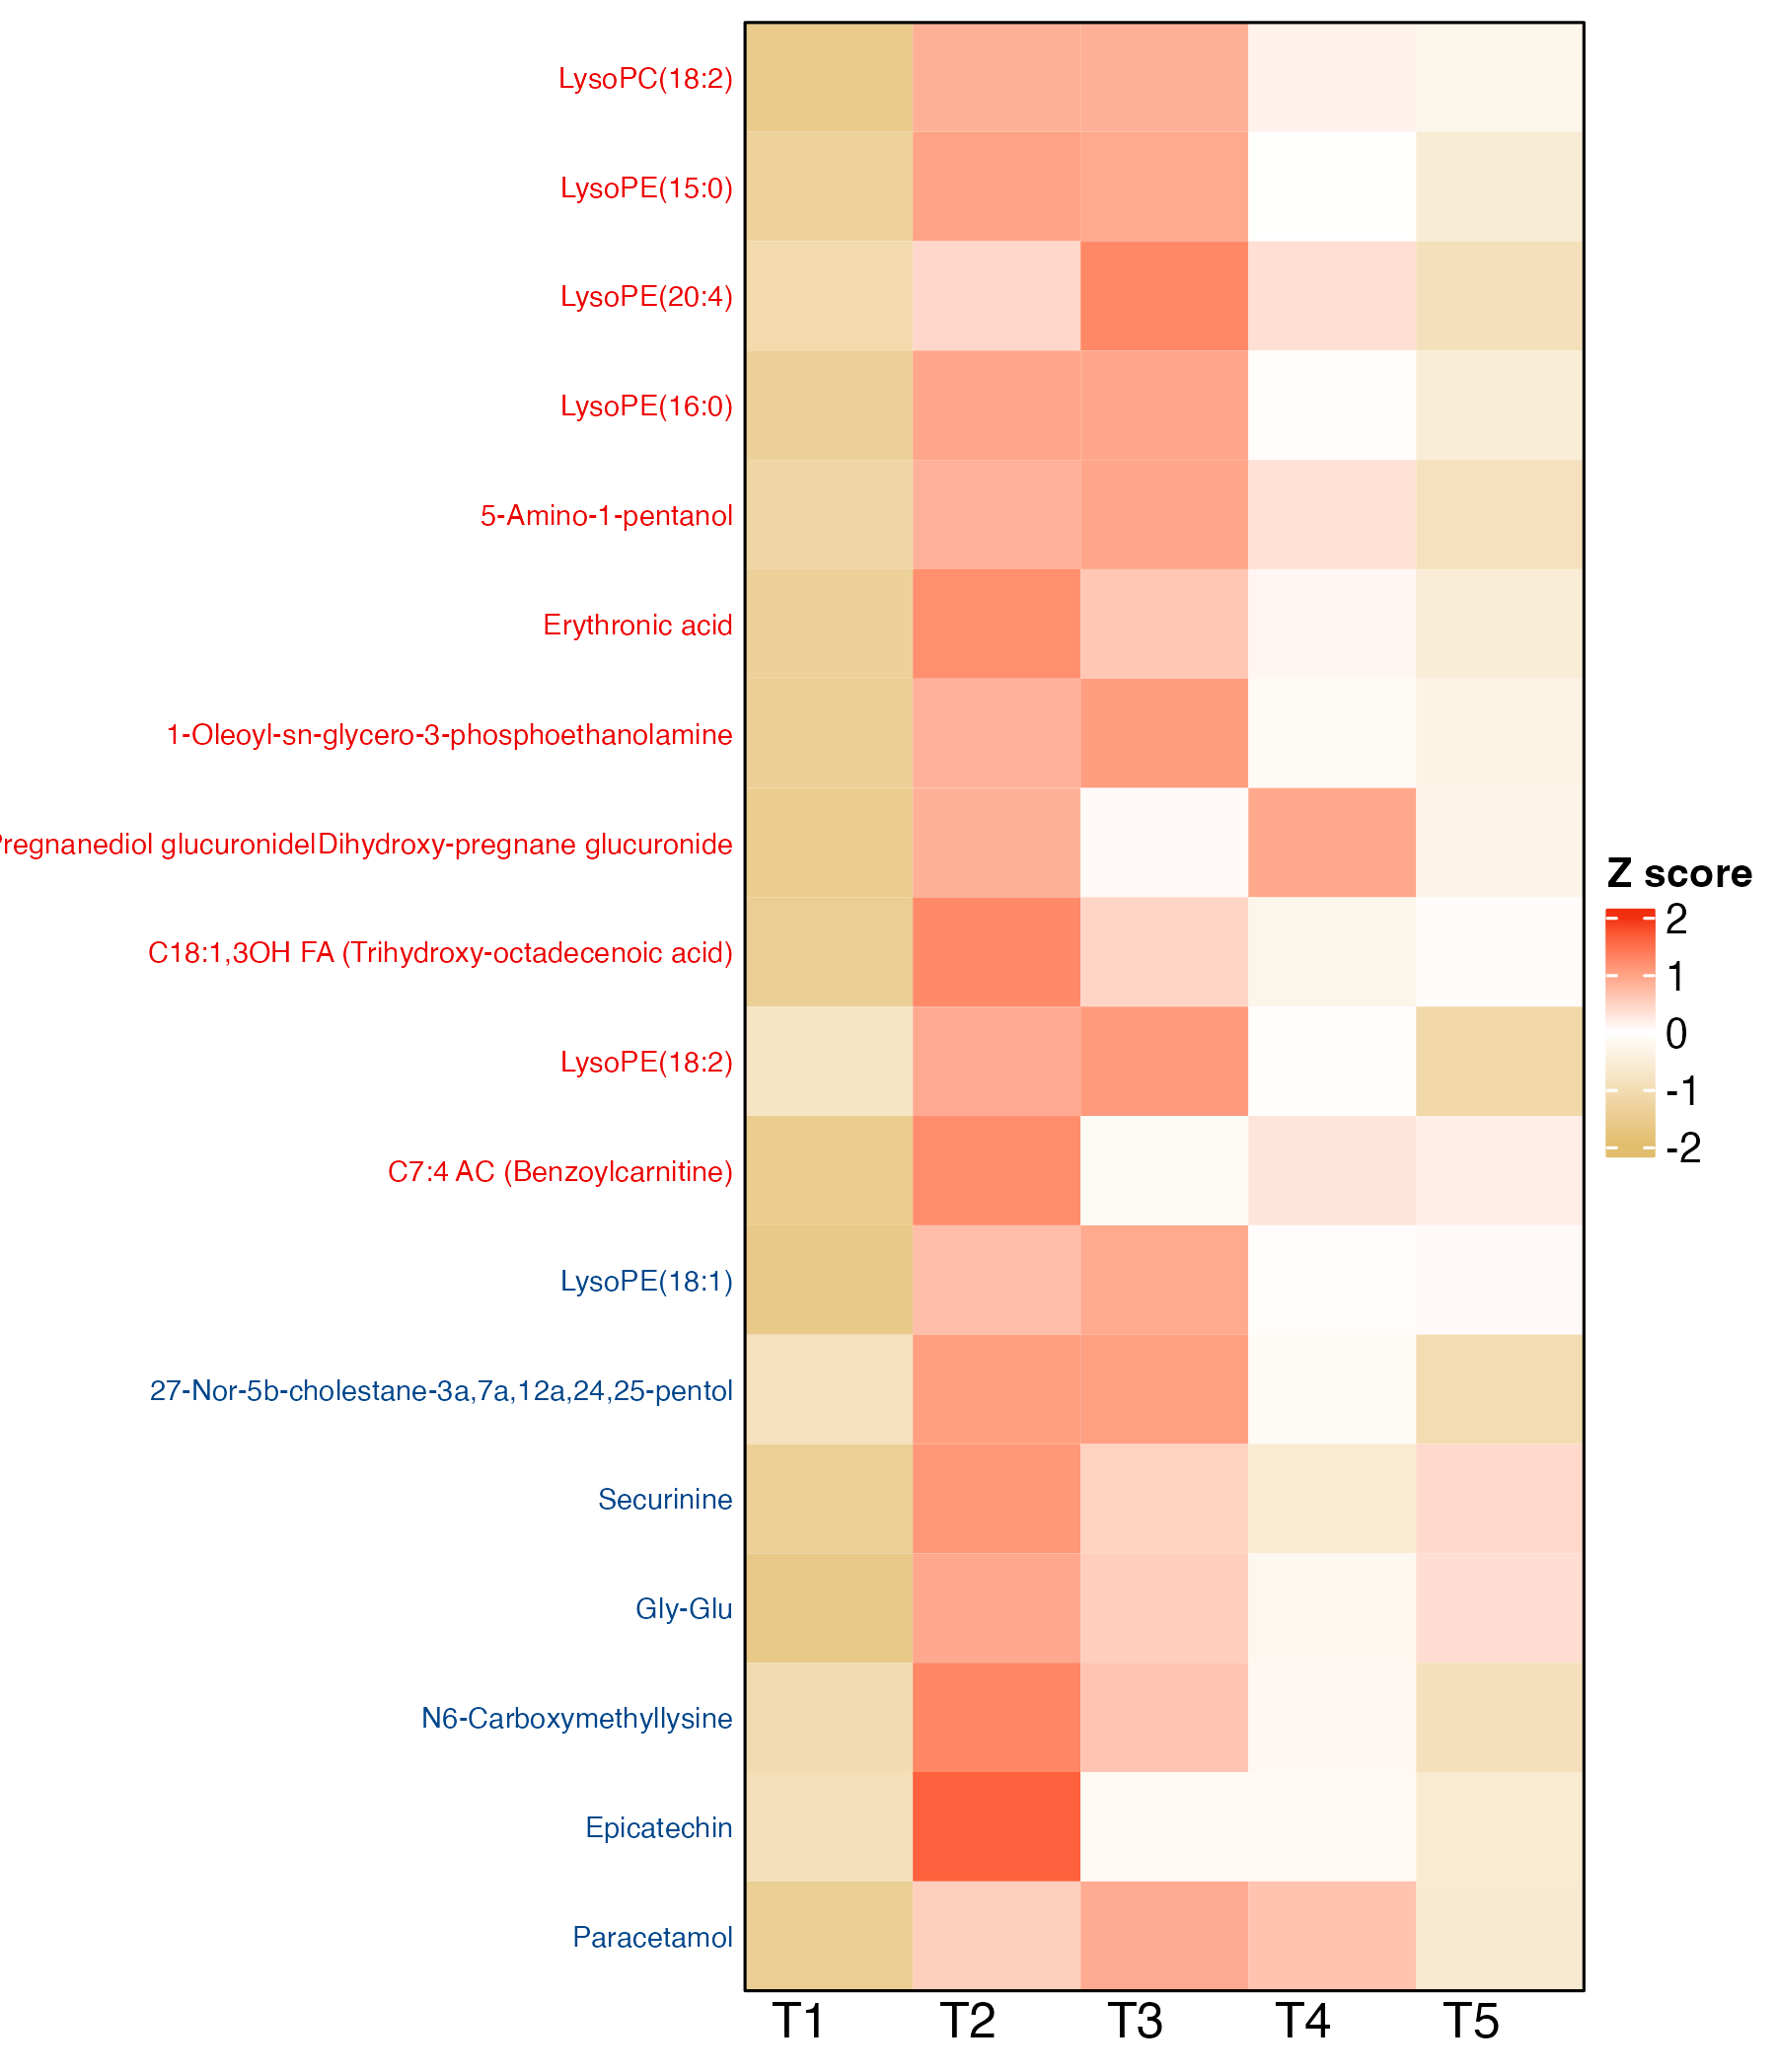 LysoPC(18:2)
LysoPE(15:0)
LysoPE(20:4)
LysoPE(16:0)
5-Amino-1-pentanol
Erythronic acid
1-Oleoyl-sn-glycero-3-phosphoethanolamine
glucuronide|Dihydroxy-pregnane glucuronide
C18:1,3OH FA (Trihydroxy-octadecenoic acid)
LysoPE(18:2)
C7:4 AC (Benzoylcarnitine)
LysoPE(18:1)
27-Nor-5b-cholestane-3a,7a,12a,24,25-pentol
Securinine
Gly-Glu
N6-Carboxymethyllysine
Epicatechin
Paracetamol
T1 T2 T3 T4 T5
Z score
2
1
0
-1
-2